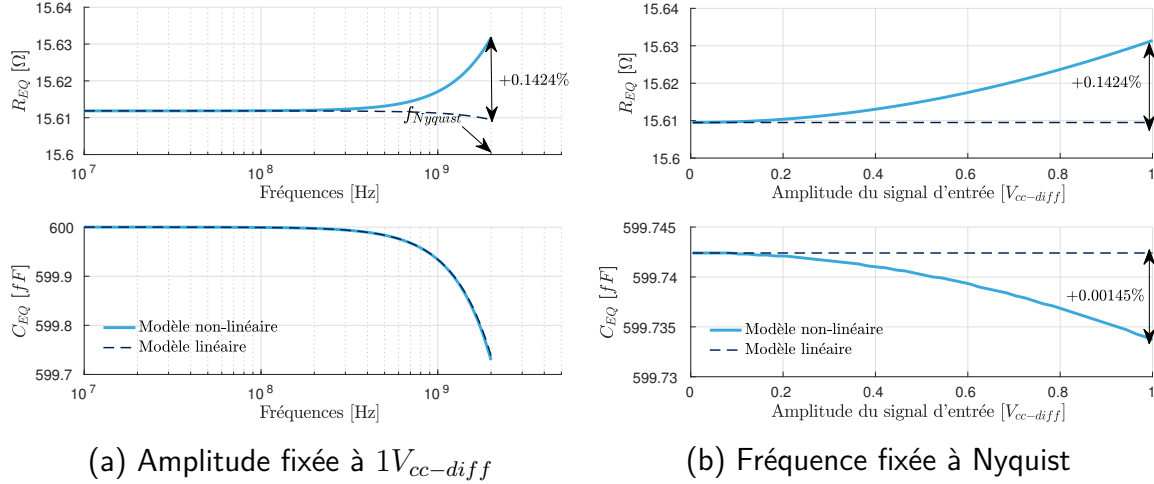 R_EQ [Ω]
15.64
15.63
15.62
15.61
15.6
+0.1424%
f_Nyquist
10^7
10^8
10^9
Fréquences [Hz]
C_EQ [fF]
600
599.9
599.8
599.7
Modèle non-linéaire
Modèle linéaire
10^7
10^8
10^9
Fréquences [Hz]
(a) Amplitude fixée à 1V_cc−diff
R_EQ [Ω]
15.64
15.63
15.62
15.61
15.6
+0.1424%
0
0.2
0.4
0.6
0.8
1
Amplitude du signal d'entrée [V_cc−diff]
C_EQ [fF]
599.745
599.74
599.735
599.73
+0.00145%
Modèle non-linéaire
Modèle linéaire
0
0.2
0.4
0.6
0.8
1
Amplitude du signal d'entrée [V_cc−diff]
(b) Fréquence fixée à Nyquist